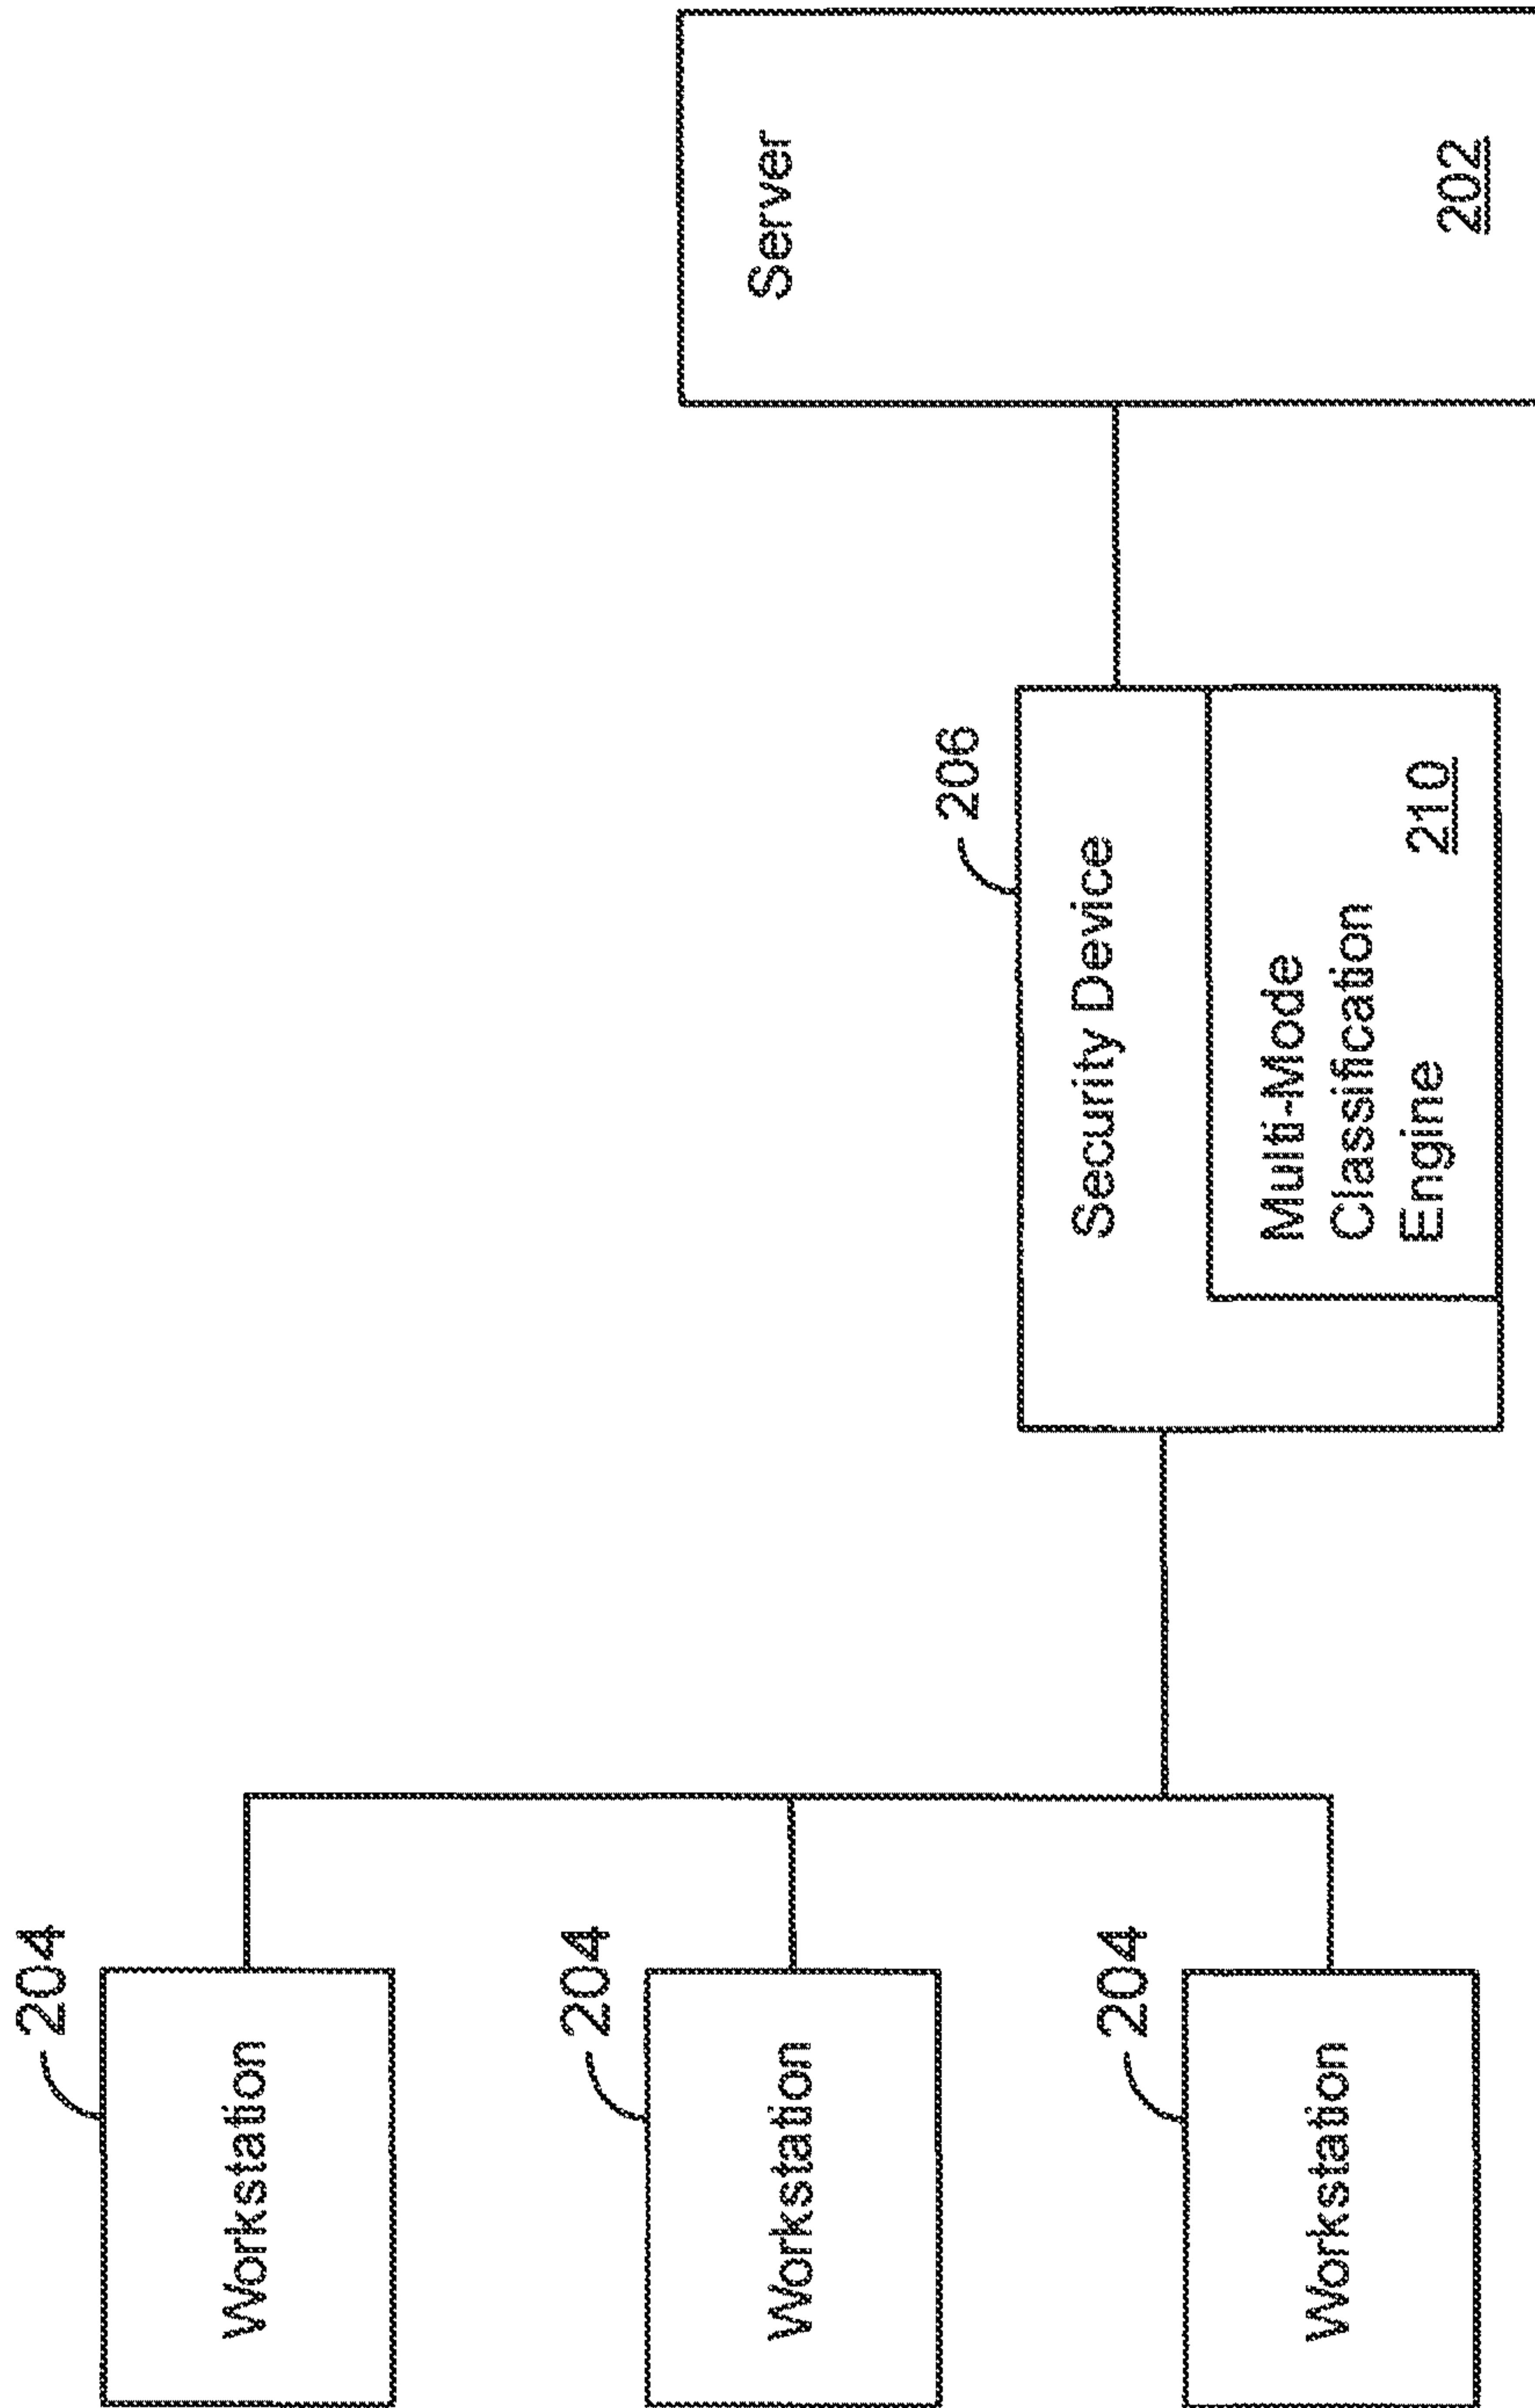 204
Workstation
204
Workstation
204
Workstation
206
Security Device
Multi-Mode
Classification
Engine
210
Server
202